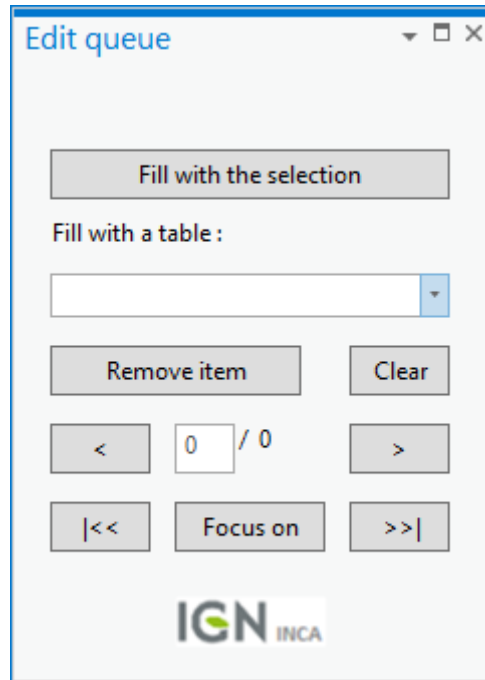 Edit queue
Fill with the selection
Fill with a table :
Remove item Clear
< 0 / 0 >
|<< Focus on >>|
IGN INCA